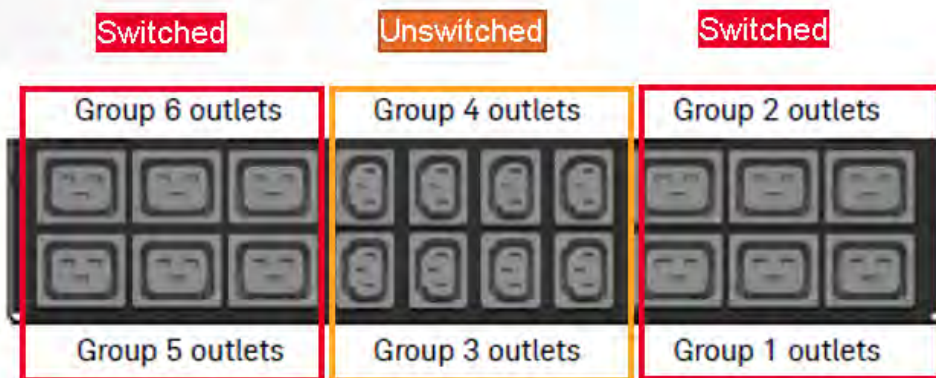 Switched Unswitched Switched
Group 6 outlets Group 4 outlets Group 2 outlets
Group 5 outlets Group 3 outlets Group 1 outlets